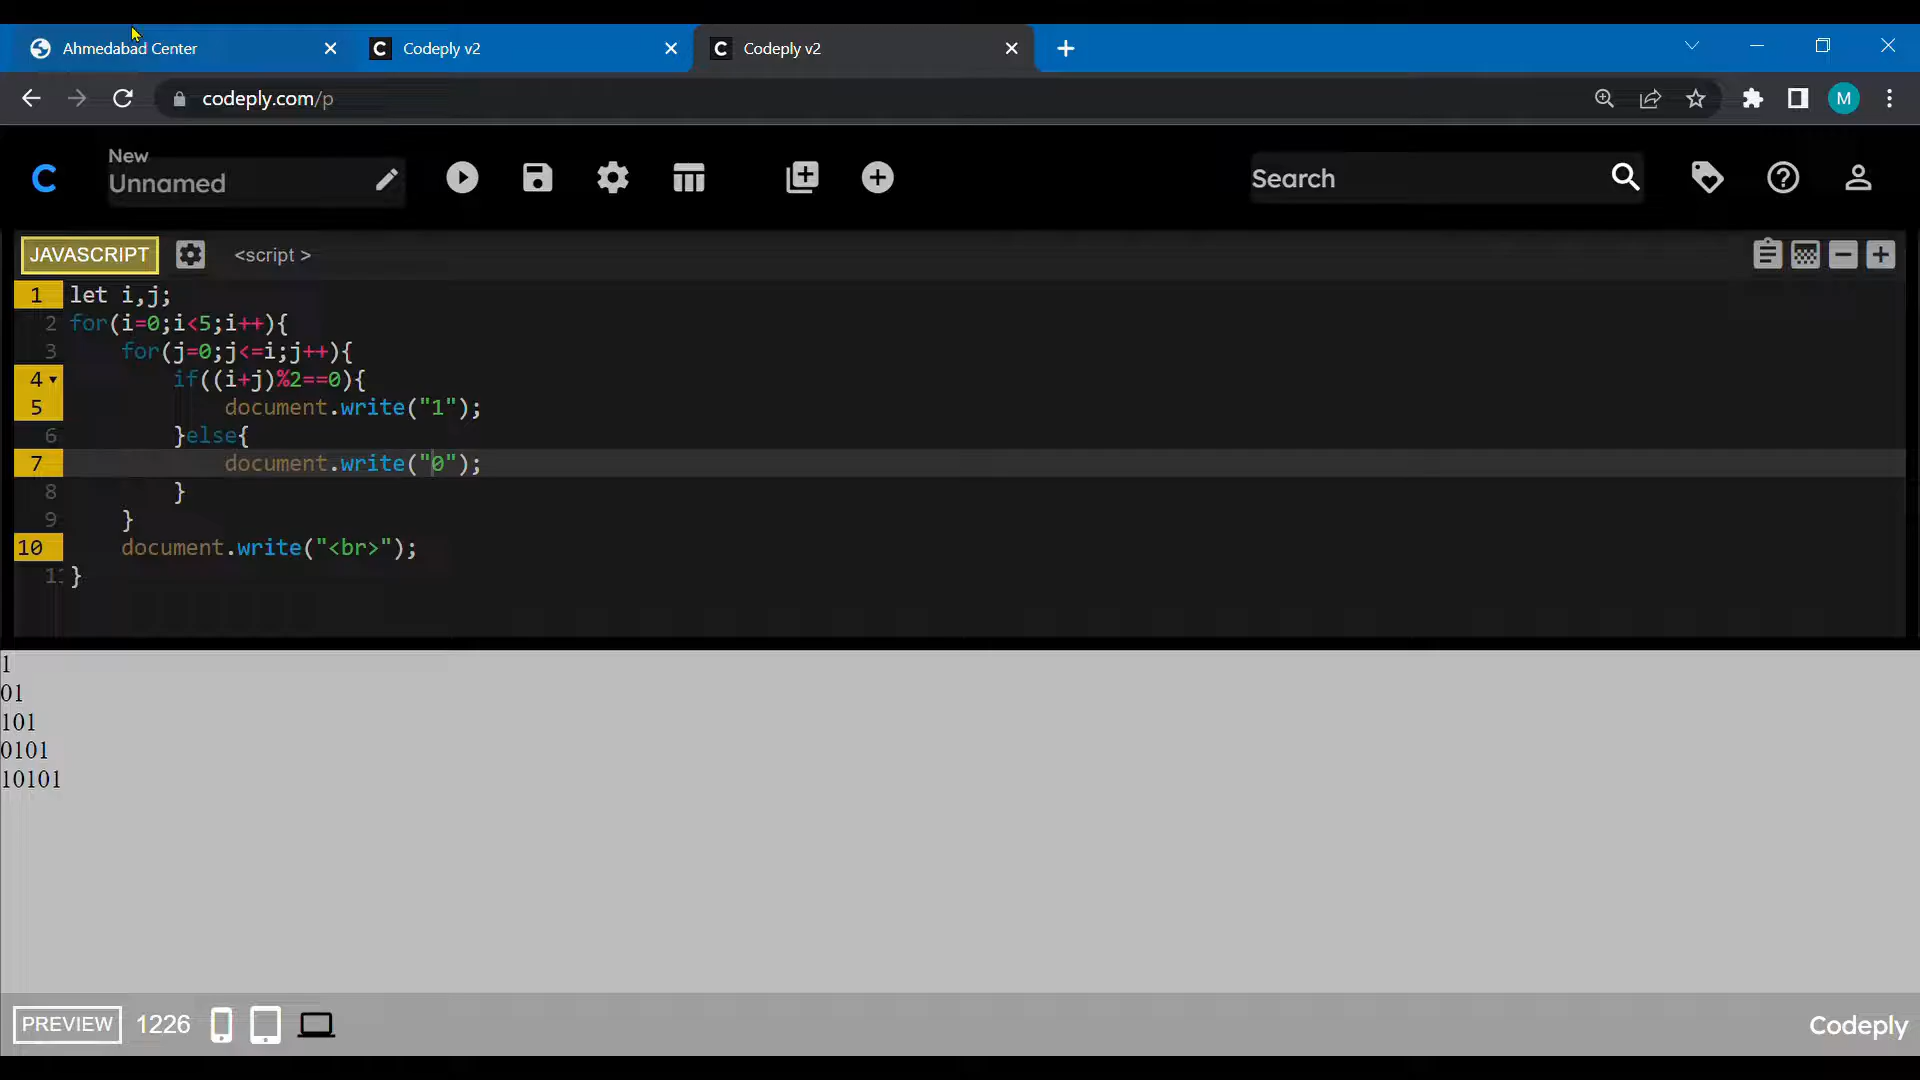 Ahmedabad Center
Codeply v2
Codeply v2
codeply.com/p
M
C
New
Unnamed
Search
JAVASCRIPT
<script >
1 let i,j;
2 for(i=0;i<5;i++){
3     for(j=0;j<=i;j++){
4         if((i+j)%2==0){
5             document.write("1");
6         }else{
7             document.write("0");
8         }
9     }
10     document.write("<br>");
11 }
1
01
101
0101
10101
PREVIEW 1226
Codeply